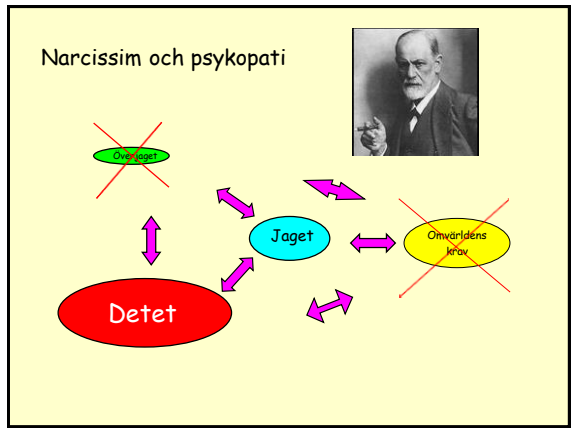 Narcissim och psykopati
Överjaget
Jaget
Omvärldens
krav
Detet